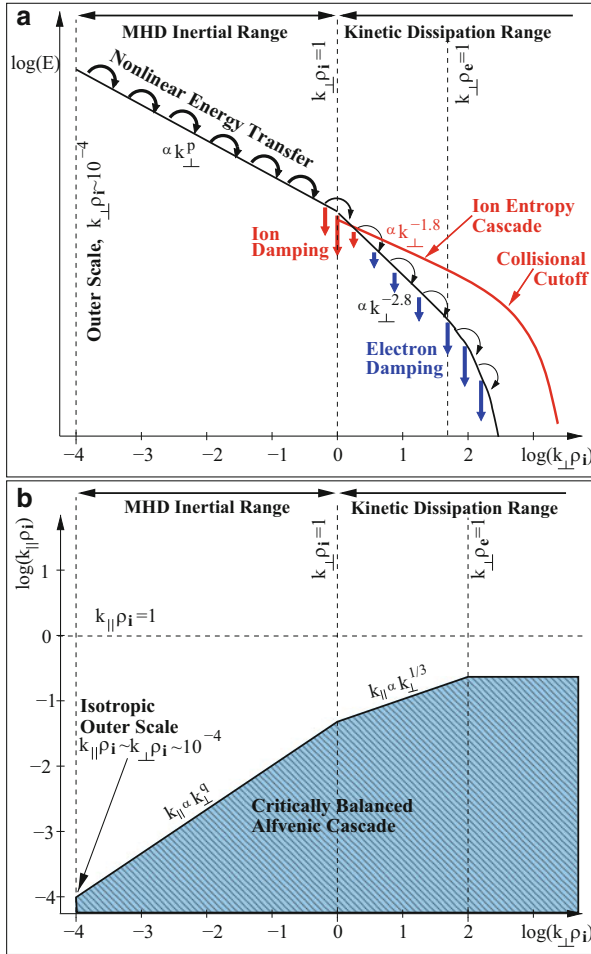 a
MHD Inertial Range
Kinetic Dissipation Range
log(E)
Nonlinear Energy Transfer
α k⊥^p
Outer Scale, k⊥ρi~10^−4
k⊥ρi=1
k⊥ρe=1
Ion
Damping
α k⊥^−1.8
Ion Entropy
Cascade
Collisional
Cutoff
α k⊥^−2.8
Electron
Damping
−4 −3 −2 −1 0 1 2 log(k⊥ρi)
b
MHD Inertial Range
Kinetic Dissipation Range
log(k||ρi)
k⊥ρi=1
k⊥ρe=1
1
k||ρi=1
0
k|| α k⊥^1/3
−1
Isotropic
Outer Scale
k||ρi~k⊥ρi~10^−4
−2
k|| α k⊥^q
Critically Balanced
Alfvenic Cascade
−3
−4
−4 −3 −2 −1 0 1 2 log(k⊥ρi)